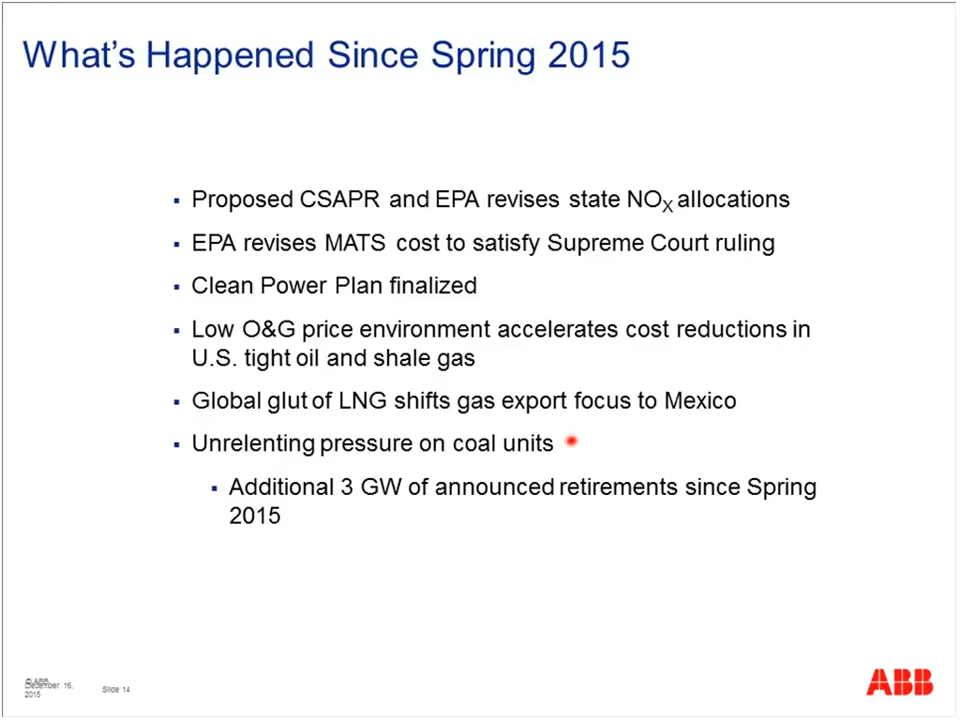 What's Happened Since Spring 2015
▪ Proposed CSAPR and EPA revises state NOX allocations
▪ EPA revises MATS cost to satisfy Supreme Court ruling
▪ Clean Power Plan finalized
▪ Low O&G price environment accelerates cost reductions in
U.S. tight oil and shale gas
▪ Global glut of LNG shifts gas export focus to Mexico
▪ Unrelenting pressure on coal units
▪ Additional 3 GW of announced retirements since Spring
2015
© ABB
December 16,
2015
Slide 14
ABB